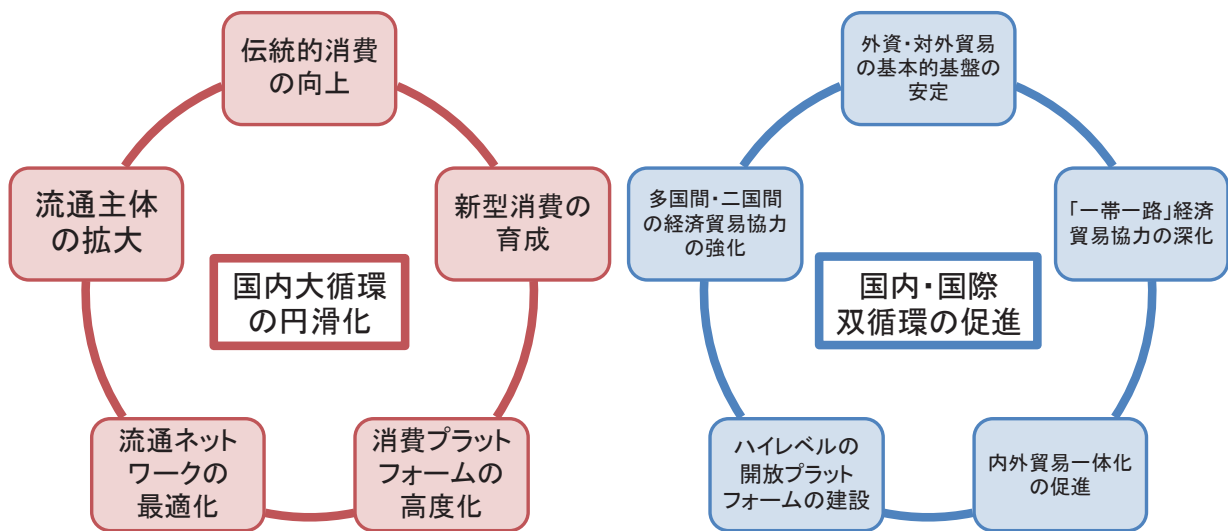 伝統的消費
の向上
新型消費の
育成
消費プラット
フォームの
高度化
流通ネット
ワークの
最適化
流通主体
の拡大
国内大循環
の円滑化
外資・対外貿易
の基本的基盤の
安定
「一帯一路」経済
貿易協力の深化
内外貿易一体化
の促進
ハイレベルの
開放プラット
フォームの建設
多国間・二国間
の経済貿易協力
の強化
国内・国際
双循環の促進